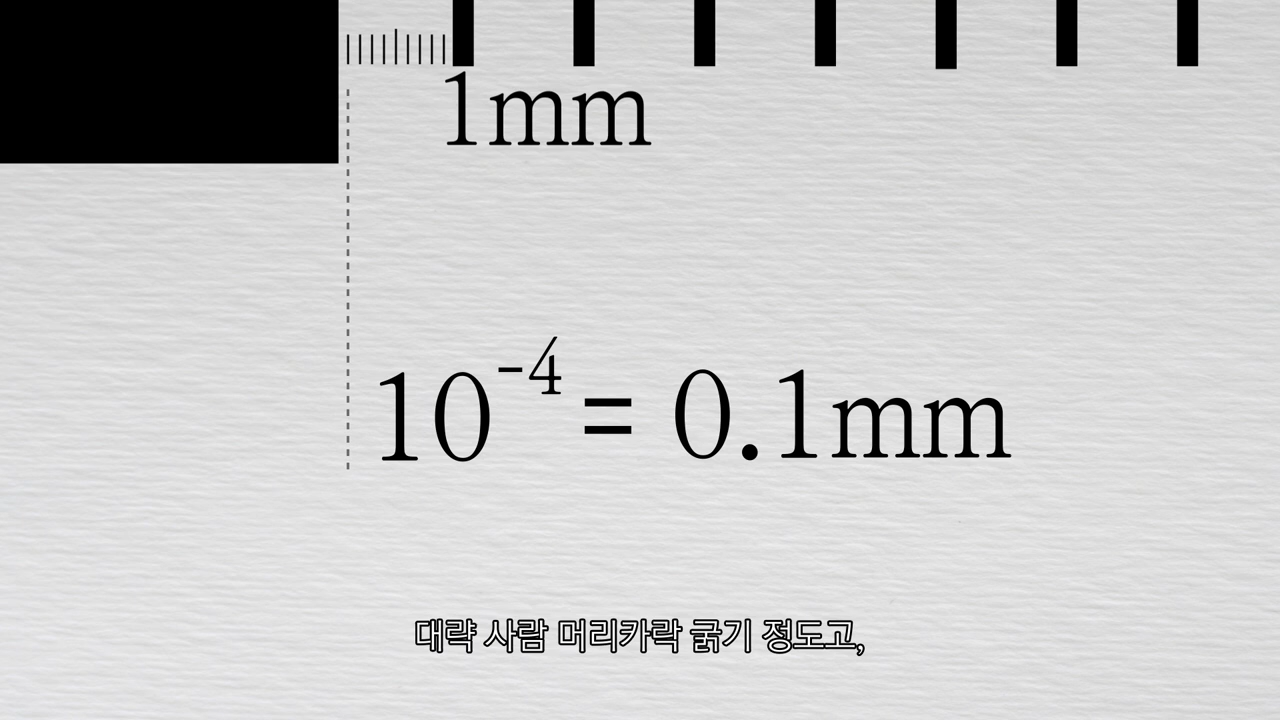 1mm
10⁻⁴ = 0.1mm
대략 사람 머리카락 굵기 정도고,